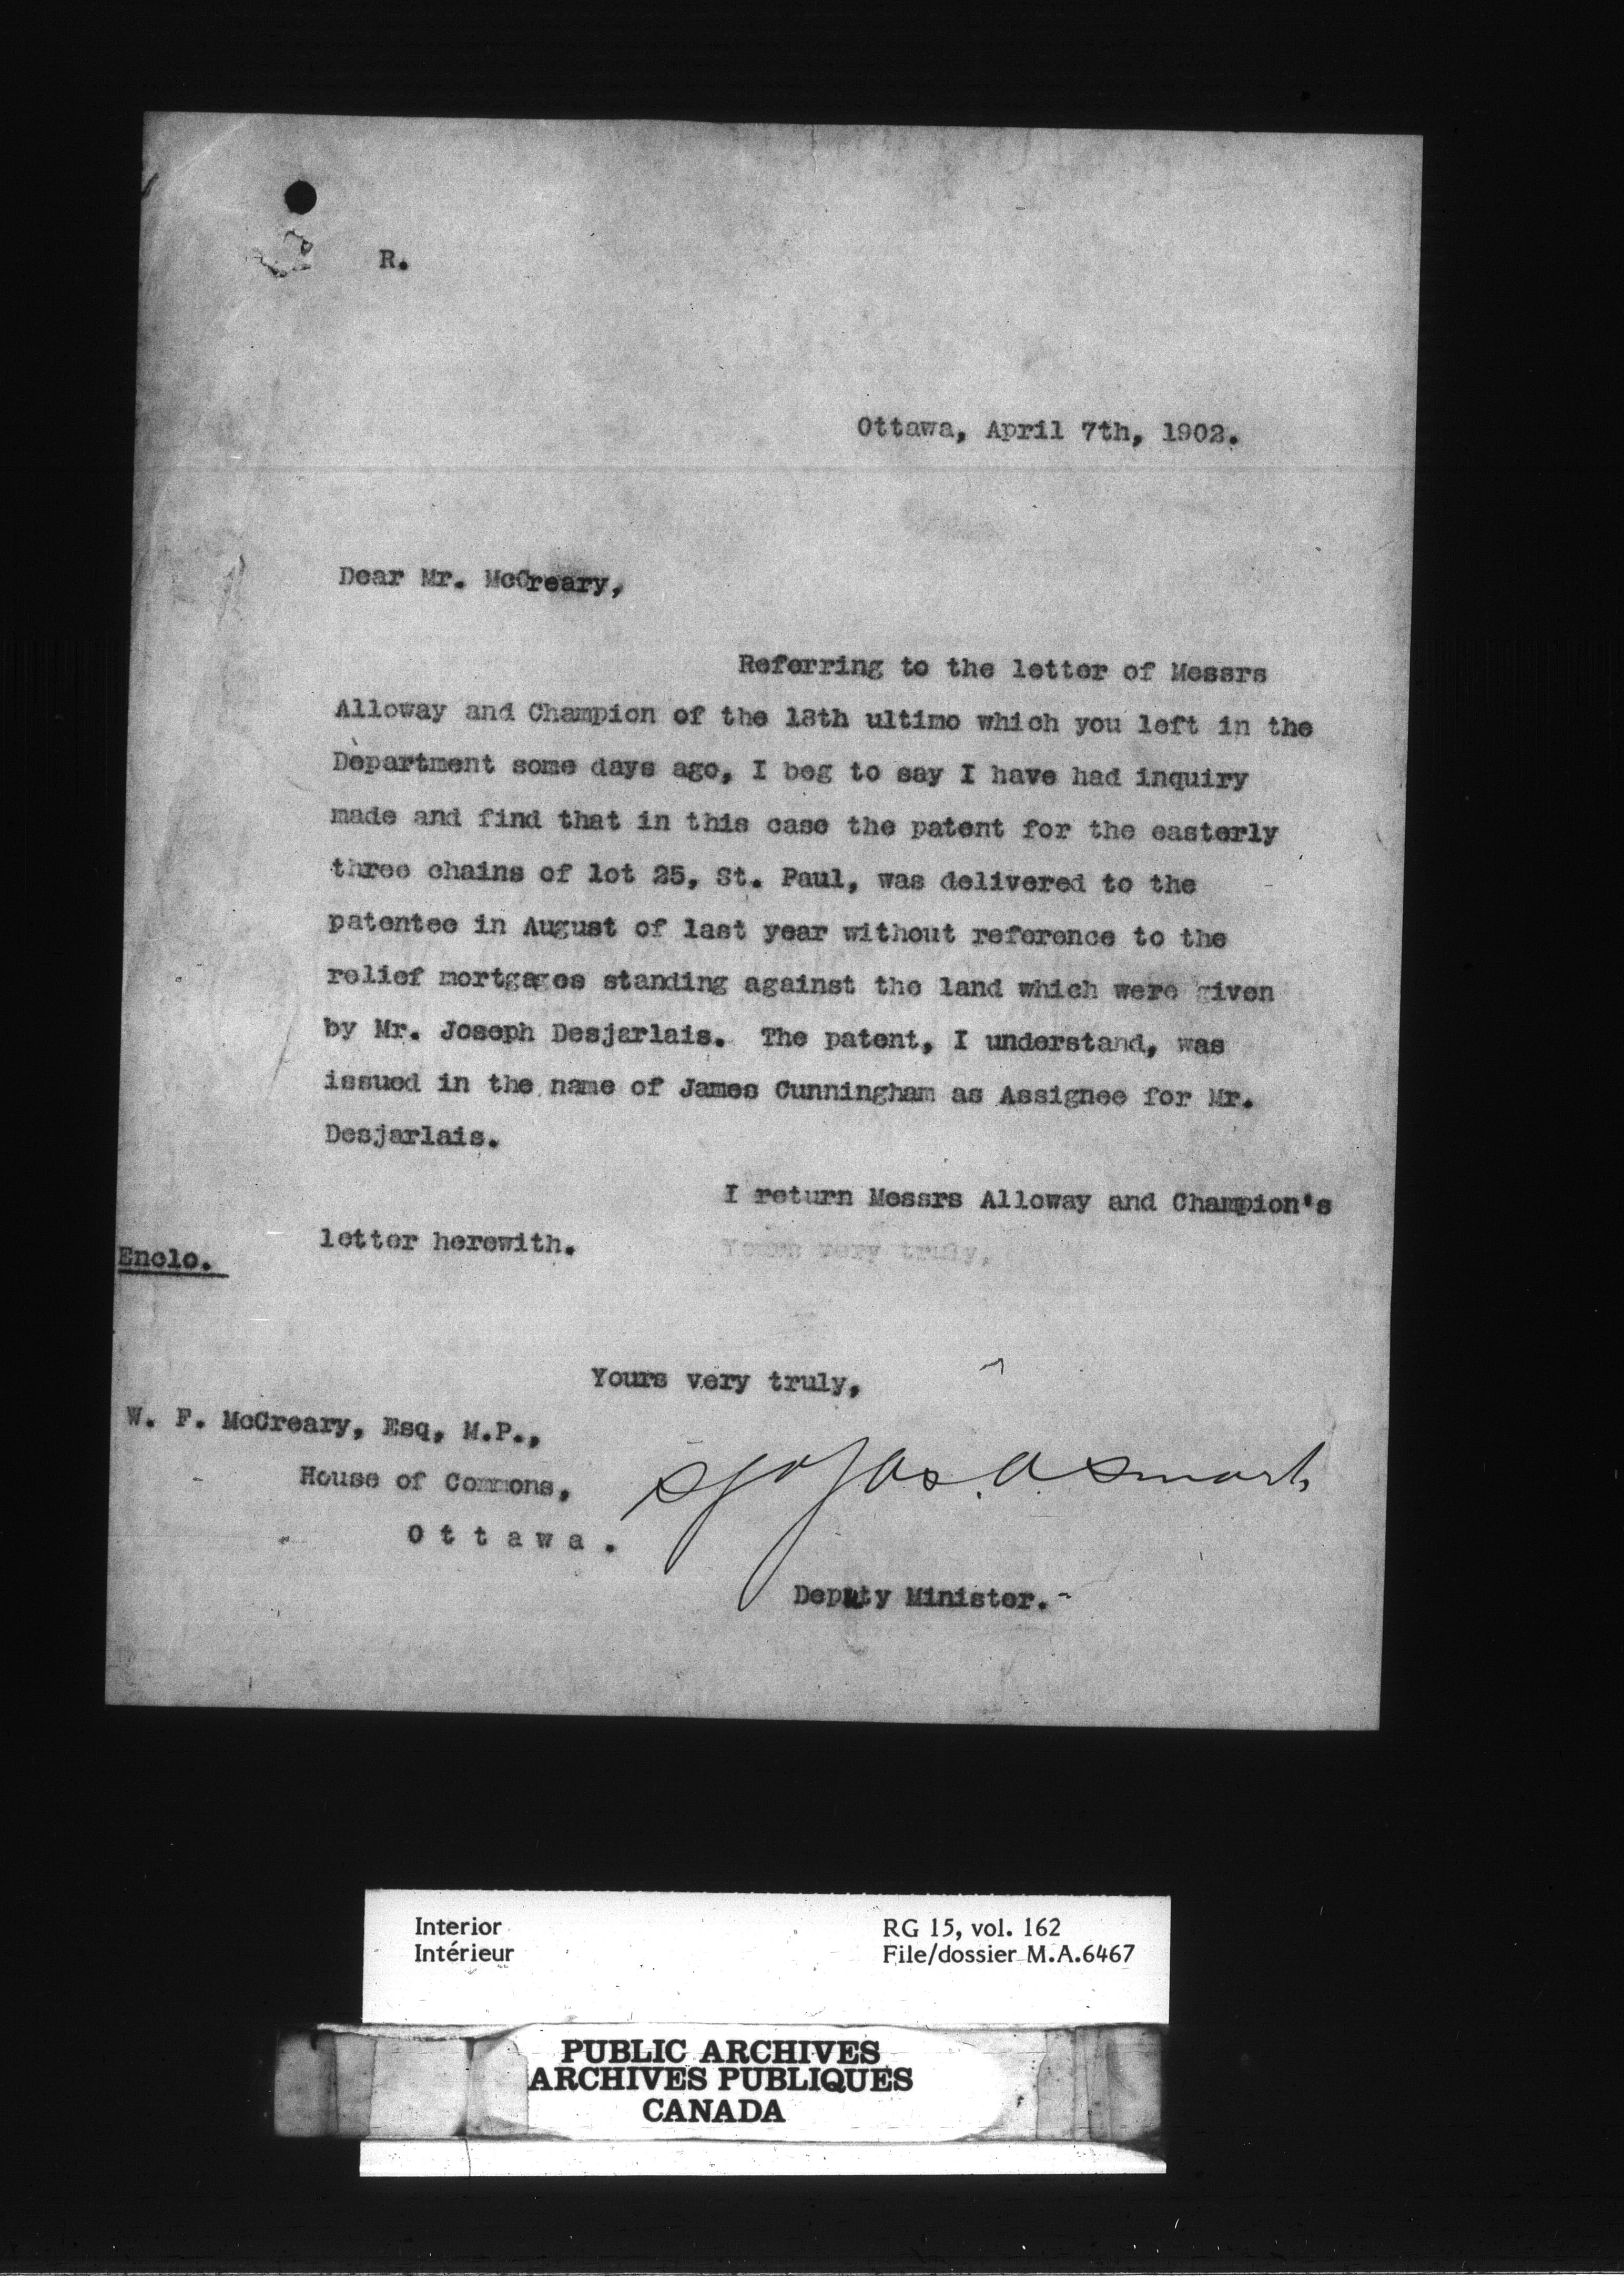 R.
Ottawa, April 7th, 1902.
Dear Mr. McCreary,
Referring to the letter of Messrs
Alloway and Champion of the 18th ultimo which you left in the
Department some days ago, I beg to say I have had inquiry
made and find that in this case the patent for the easterly
three chains of lot 25, St. Paul, was delivered to the
patentee in August of last year without reference to the
relief mortgages standing against the land which were given
by Mr. Joseph Desjarlais. The patent, I understand, was
issued in the name of James Cunningham as Assignee for Mr.
Desjarlais.
I return Messrs Alloway and Champion's
letter herewith.
Yours very truly,
Enclo.
Yours very truly,
W. F. McCreary, Esq, M.P.,
House of Commons,
Ottawa.
Sgd Jas. A. Smart
Deputy Minister.-
Interior
Intérieur
RG 15, vol. 162
File/dossier M.A.6467
PUBLIC ARCHIVES
ARCHIVES PUBLIQUES
CANADA